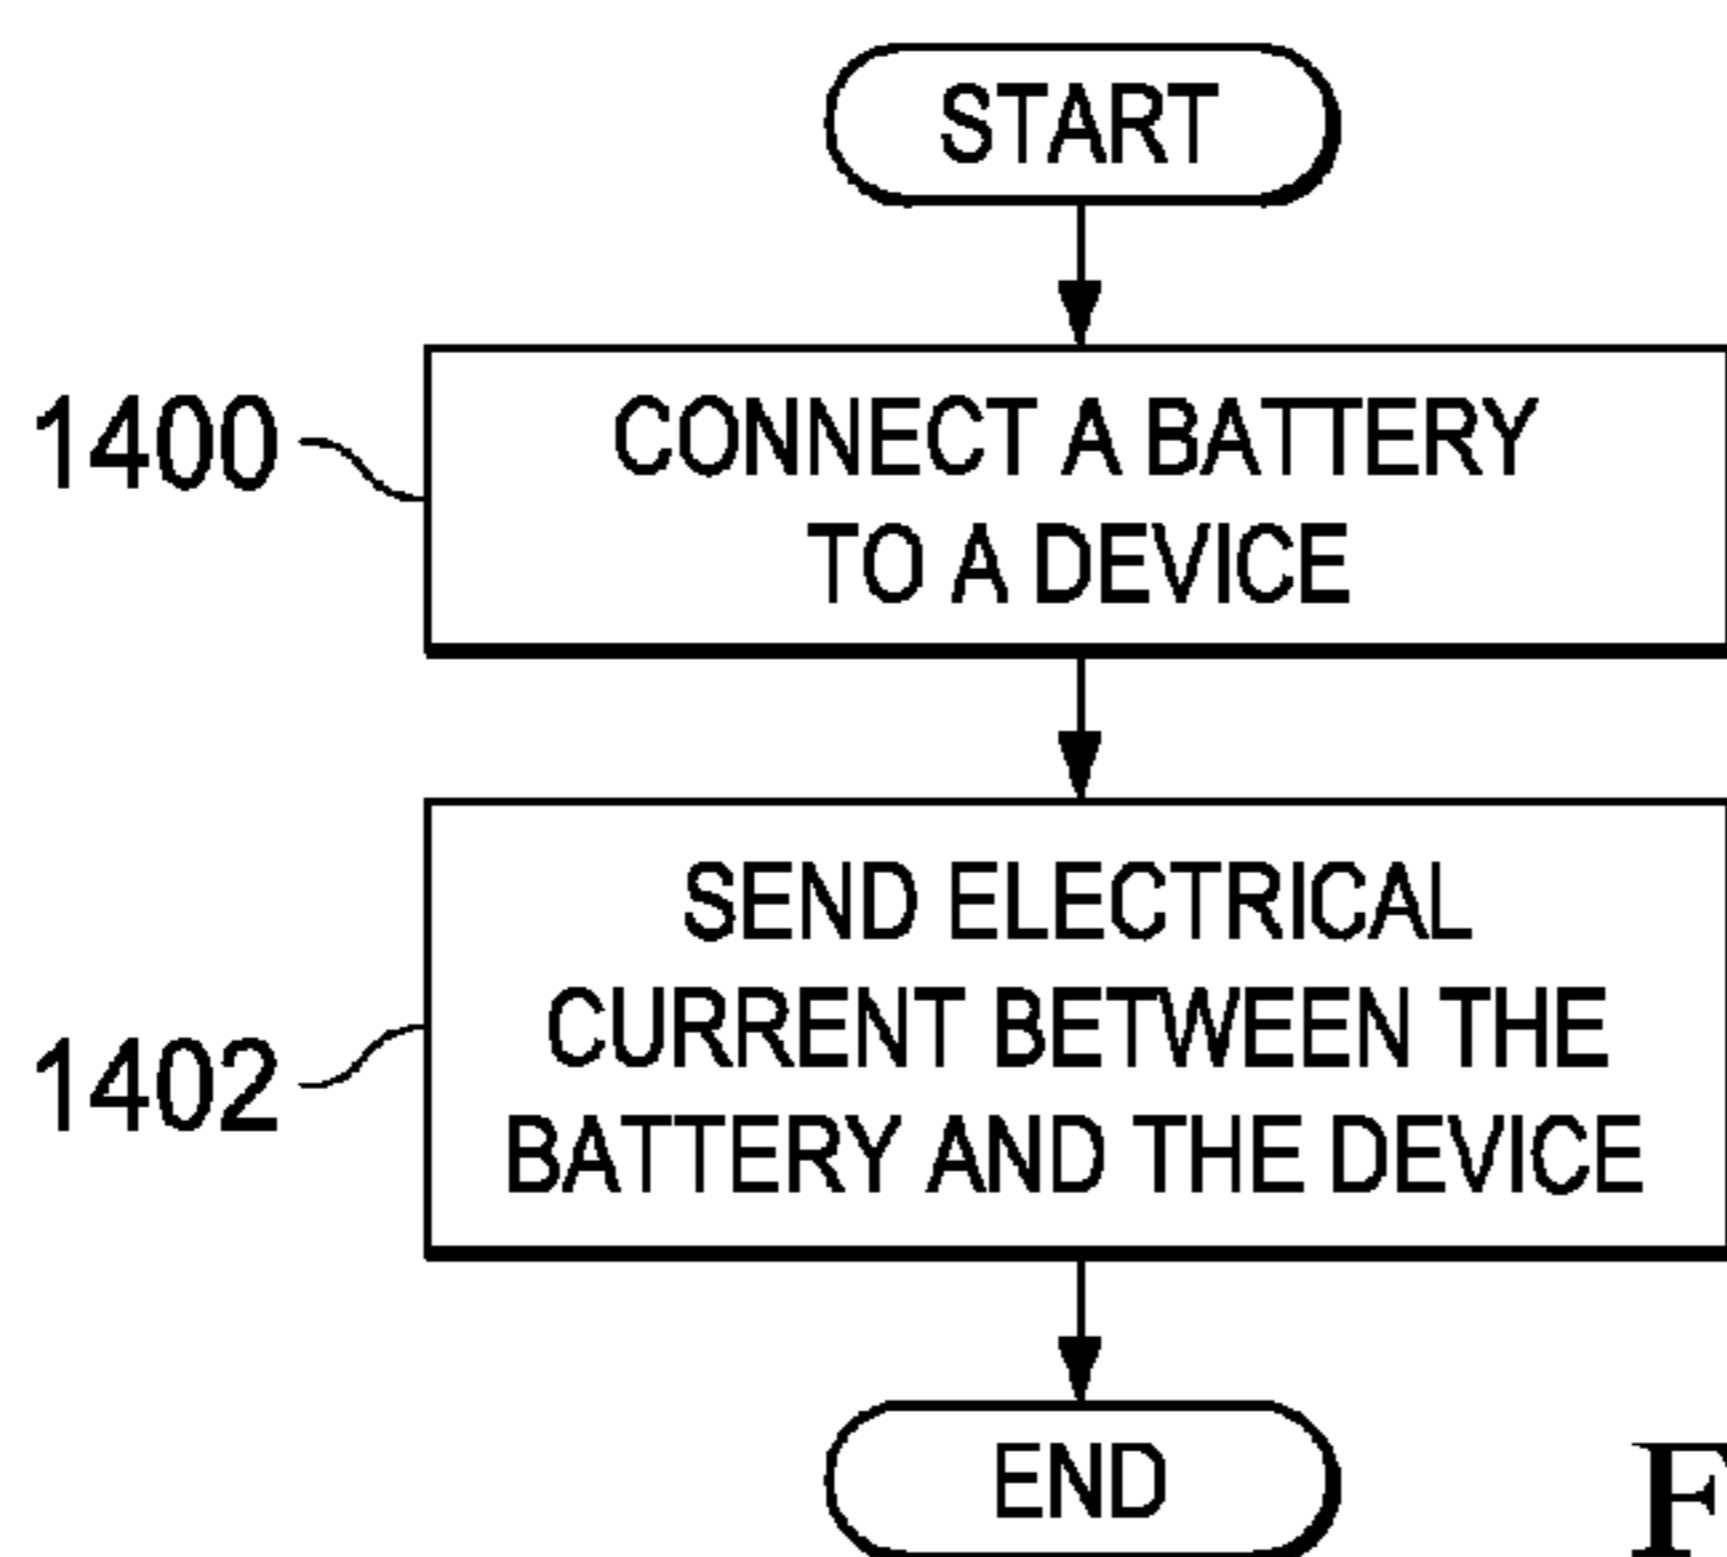 START
1400
CONNECT A BATTERY
TO A DEVICE
1402
SEND ELECTRICAL
CURRENT BETWEEN THE
BATTERY AND THE DEVICE
END
F